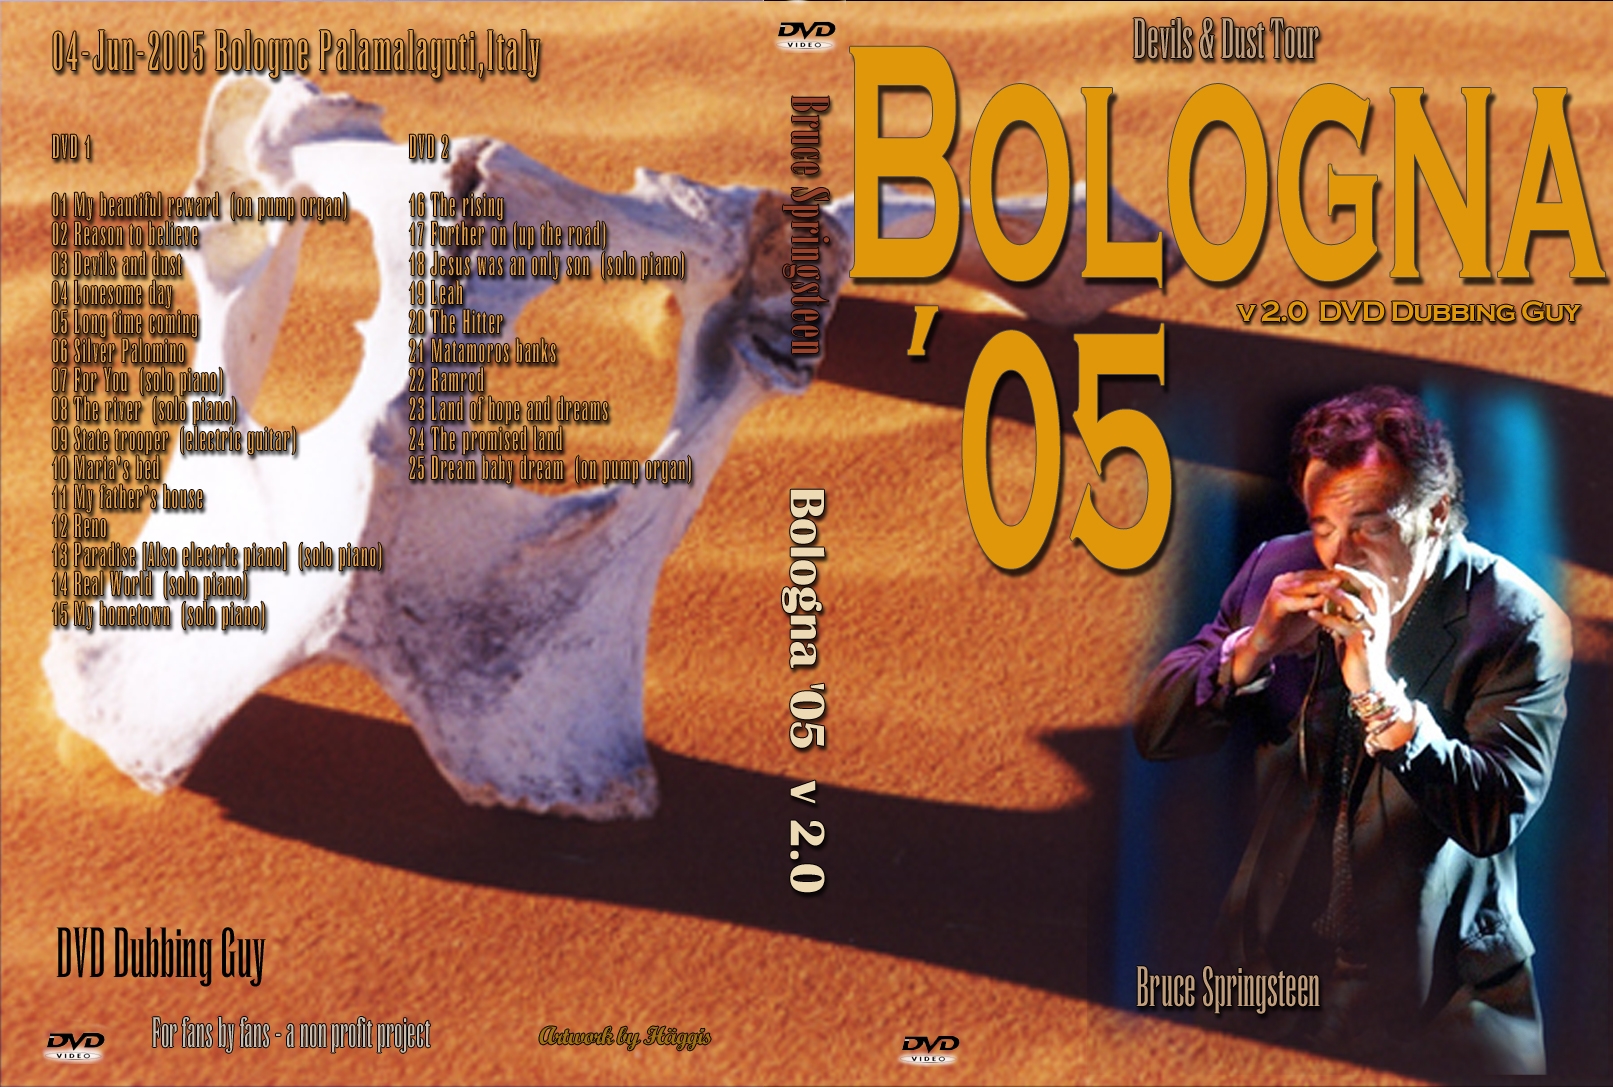 04-Jun-2005 Bologne Palamalaguti,Italy
DVD 1
01 My beautiful reward (on pump organ)
02 Reason to believe
03 Devils and dust
04 Lonesome day
05 Long time coming
06 Silver Palomino
07 For You (solo piano)
08 The river (solo piano)
09 State trooper (electric guitar)
10 Maria's bed
11 My father's house
12 Reno
13 Paradise [Also electric piano] (solo piano)
14 Real World (solo piano)
15 My hometown (solo piano)
DVD 2
16 The rising
17 Further on (up the road)
18 Jesus was an only son (solo piano)
19 Leah
20 The Hitter
21 Matamoros banks
22 Ramrod
23 Land of hope and dreams
24 The promised land
25 Dream baby dream (on pump organ)
DVD Dubbing Guy
DVD
VIDEO
For fans by fans - a non profit project
Artwork by Häggis
DVD
VIDEO
Bruce Springsteen
Bologna '05 v 2.0
Devils & Dust Tour
BOLOGNA
'05
v 2.0 DVD Dubbing Guy
Bruce Springsteen
DVD
VIDEO